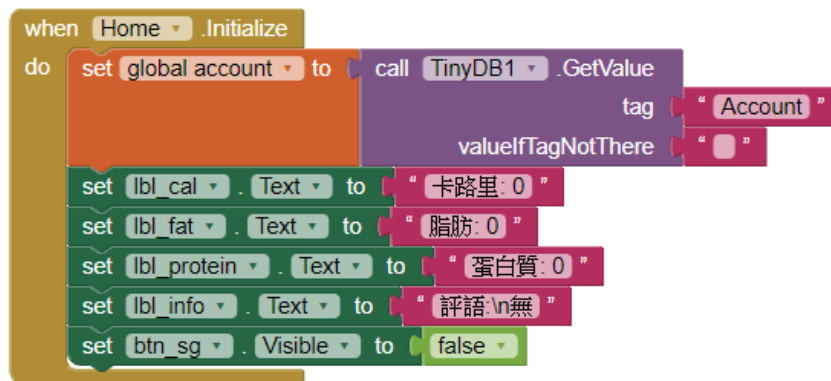 when Home .Initialize
do set global account to call TinyDB1 .GetValue
tag " Account "
valueIfTagNotThere " "
set lbl_cal . Text to " 卡路里: 0 "
set lbl_fat . Text to " 脂肪: 0 "
set lbl_protein . Text to " 蛋白質: 0 "
set lbl_info . Text to " 評語:\n無 "
set btn_sg . Visible to false